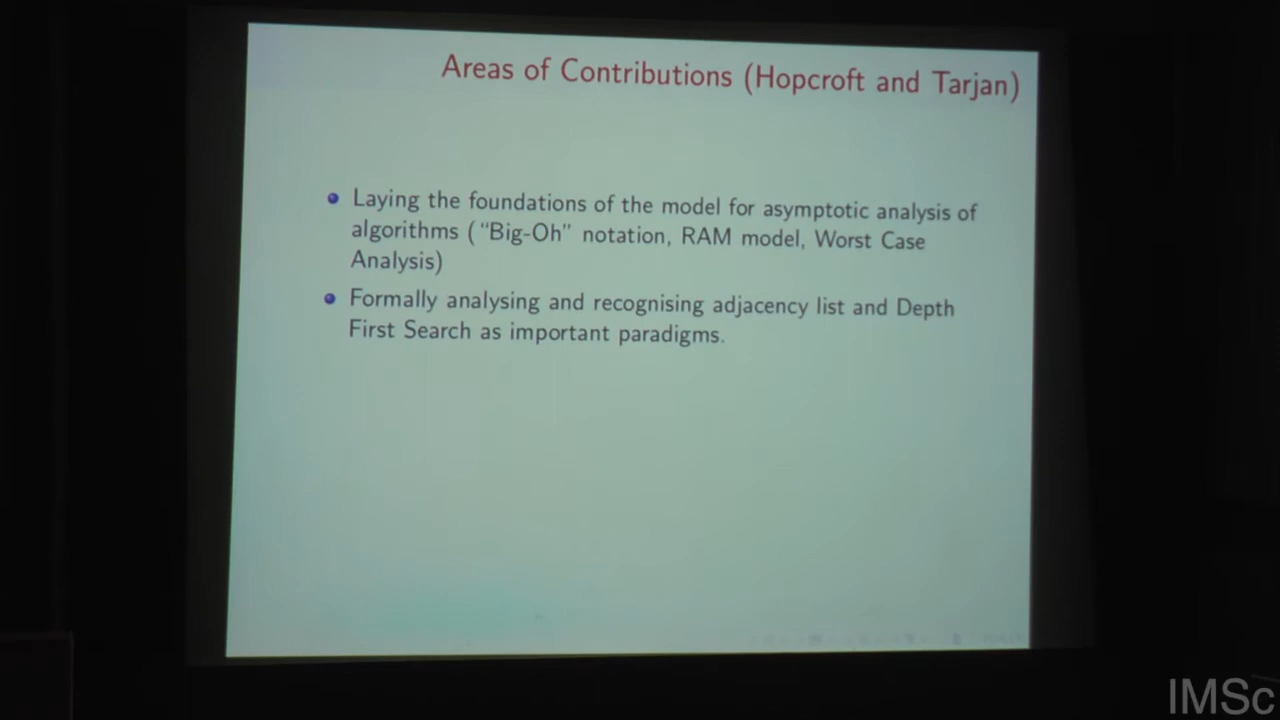 Areas of Contributions (Hopcroft and Tarjan)
Laying the foundations of the model for asymptotic analysis of
algorithms ( “Big-Oh” notation, RAM model, Worst Case
Analysis)
Formally analysing and recognising adjacency list and Depth
First Search as important paradigms.
IMSc